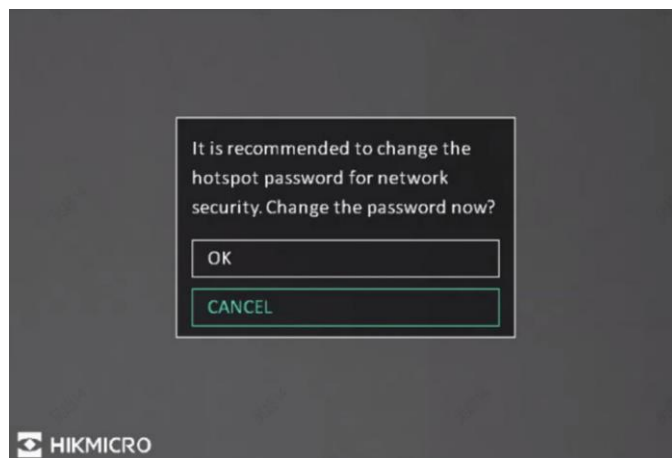 It is recommended to change the
hotspot password for network
security. Change the password now?
OK
CANCEL
HIKMICRO